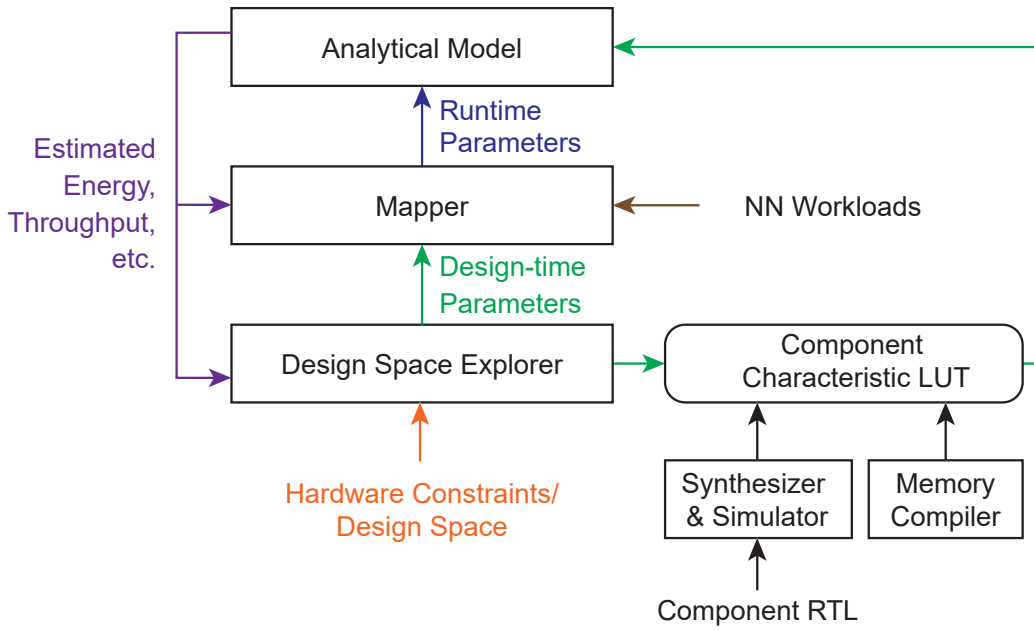 Analytical Model
Runtime
Parameters
Estimated
Energy,
Throughput,
etc.
Mapper
NN Workloads
Design-time
Parameters
Design Space Explorer
Component
Characteristic LUT
Hardware Constraints/
Design Space
Synthesizer
& Simulator
Memory
Compiler
Component RTL